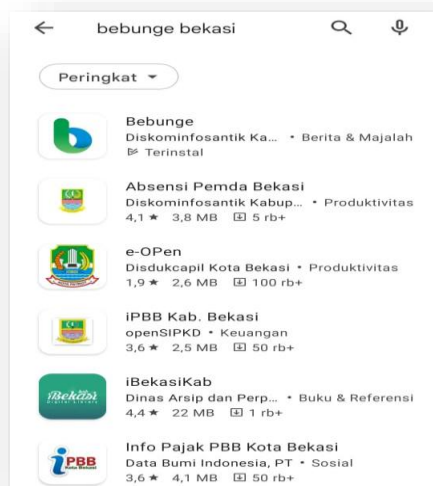 bebunge bekasi
Peringkat
Bebunge
Diskominfosantik Ka... • Berita & Majalah
Terinstal
Absensi Pemda Bekasi
Diskominfosantik Kabup... • Produktivitas
4,1 ★ 3,8 MB 5 rb+
e-OPen
Disdukcapil Kota Bekasi • Produktivitas
1,9 ★ 2,6 MB 100 rb+
iPBB Kab. Bekasi
openSIPKD • Keuangan
3,6 ★ 2,5 MB 50 rb+
iBekasi
iBekasiKab
Dinas Arsip dan Perp... • Buku & Referensi
4,4 ★ 22 MB 1 rb+
iPBB
Kota Bekasi
Info Pajak PBB Kota Bekasi
Data Bumi Indonesia, PT • Sosial
3,6 ★ 4,1 MB 50 rb+